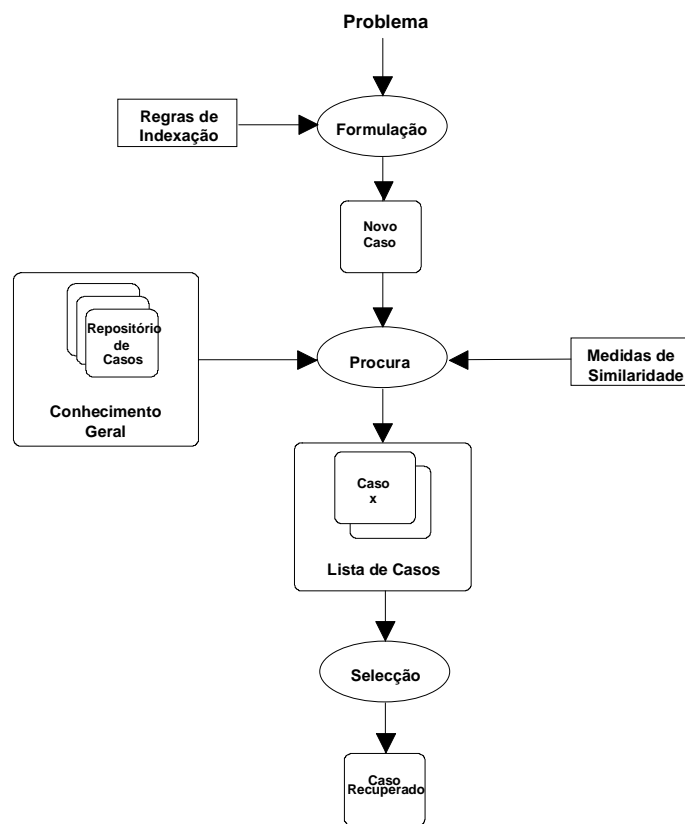 Problema
Regras de
Indexação
Formulação
Novo
Caso
Repositório
de
Casos
Conhecimento
Geral
Procura
Medidas de
Similaridade
Caso
x
Lista de Casos
Selecção
Caso
Recuperado